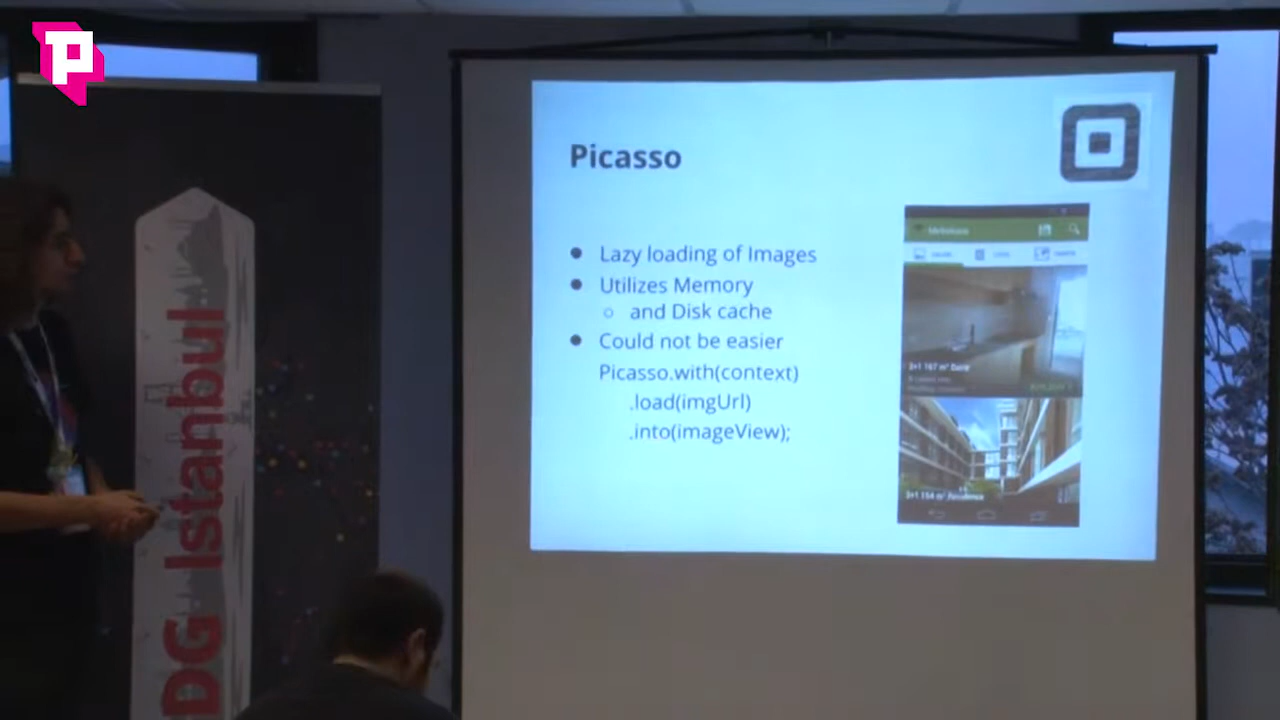 P
DG Istanbul
Picasso
● Lazy loading of Images
● Utilizes Memory
○ and Disk cache
● Could not be easier
Picasso.with(context)
.load(imgUrl)
.into(imageView);